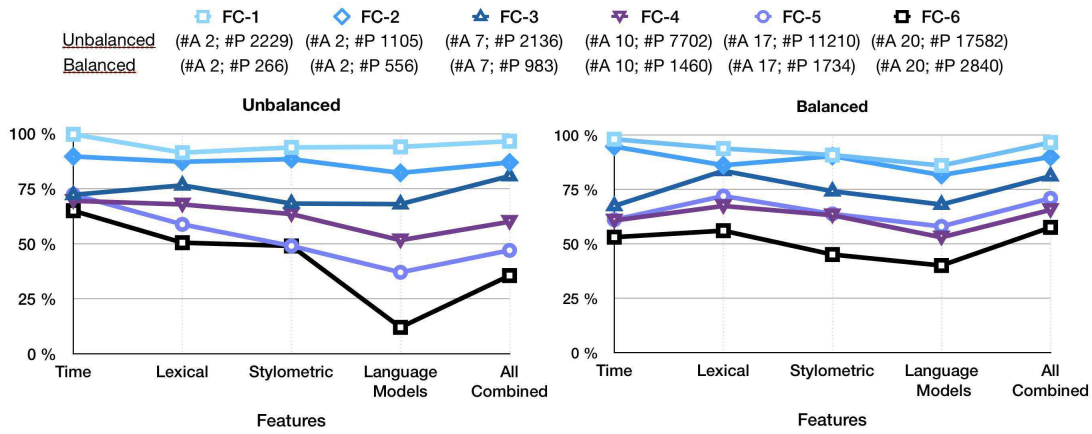 FC-1 FC-2 FC-3 FC-4 FC-5 FC-6
Unbalanced (#A 2; #P 2229) (#A 2; #P 1105) (#A 7; #P 2136) (#A 10; #P 7702) (#A 17; #P 11210) (#A 20; #P 17582)
Balanced (#A 2; #P 266) (#A 2; #P 556) (#A 7; #P 983) (#A 10; #P 1460) (#A 17; #P 1734) (#A 20; #P 2840)
Unbalanced
100 %
75 %
50 %
25 %
0 %
Time Lexical Stylometric Language Models All Combined
Features
Balanced
100 %
75 %
50 %
25 %
0 %
Time Lexical Stylometric Language Models All Combined
Features